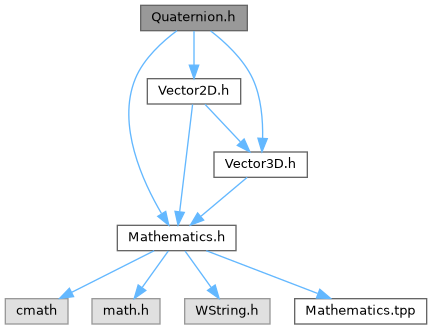 Quaternion.h
Vector2D.h
Vector3D.h
Mathematics.h
cmath
math.h
WString.h
Mathematics.tpp